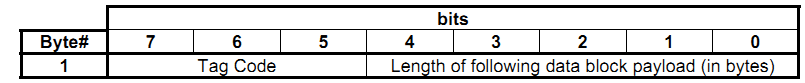 bits
Byte# 7 6 5 4 3 2 1 0
1 Tag Code Length of following data block payload (in bytes)